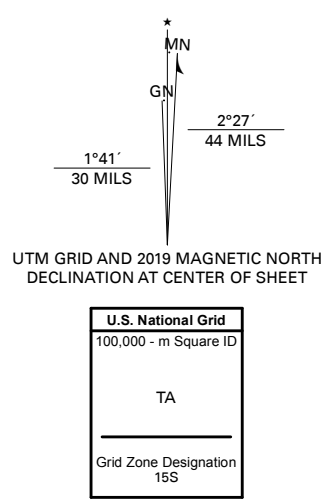 MN
GN
2°27´
44 MILS
1°41´
30 MILS
UTM GRID AND 2019 MAGNETIC NORTH
DECLINATION AT CENTER OF SHEET
U.S. National Grid
100,000 - m Square ID
TA
Grid Zone Designation
15S